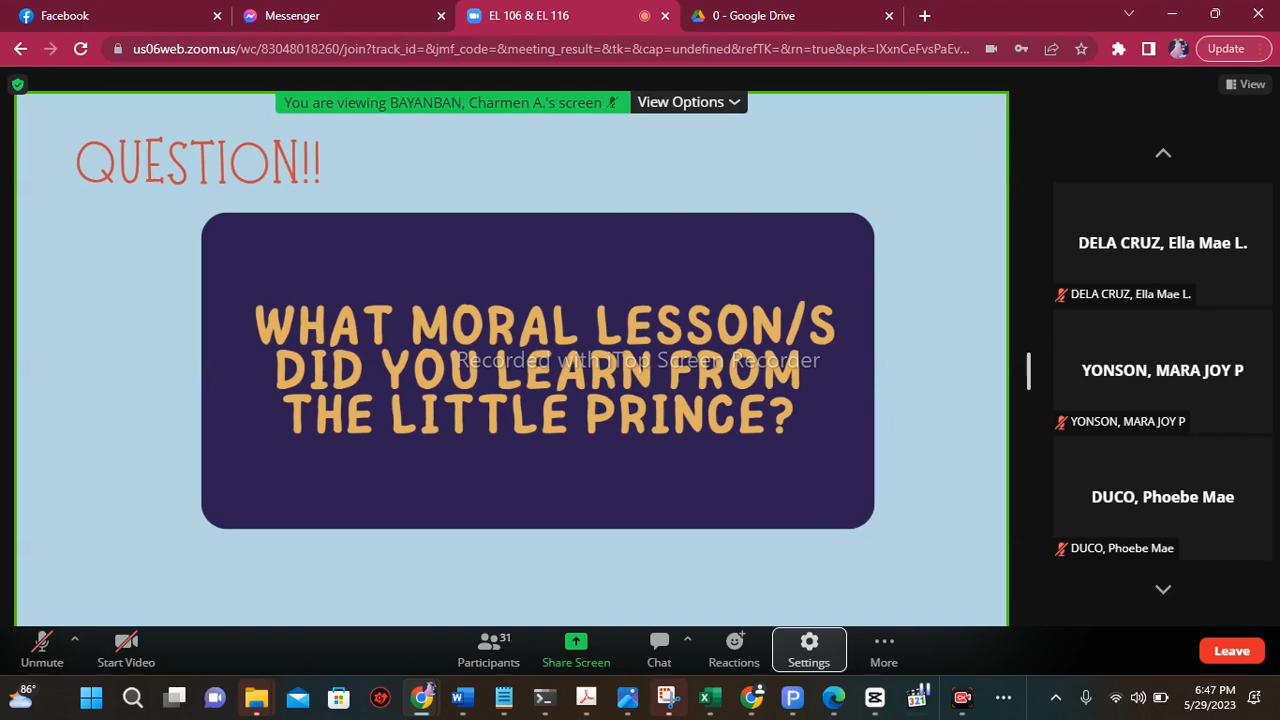 Facebook
Messenger
EL 106 & EL 116
0 - Google Drive
us06web.zoom.us/wc/83048018260/join?track_id=&jmf_code=&meeting_result=&tk=&cap=undefined&refTK=&rn=true&epk=IXxnCeFvsPaEv...
Update
You are viewing BAYANBAN, Charmen A.'s screen
View Options
View
QUESTION!!
WHAT MORAL LESSON/S
DID YOU LEARN FROM
THE LITTLE PRINCE?
Recorded with iTop Screen Recorder
DELA CRUZ, Ella Mae L.
DELA CRUZ, Ella Mae L.
YONSON, MARA JOY P
YONSON, MARA JOY P
DUCO, Phoebe Mae
DUCO, Phoebe Mae
Unmute
Start Video
31
Participants
Share Screen
Chat
Reactions
Settings
More
Leave
86°
321
6:47 PM
5/29/2023